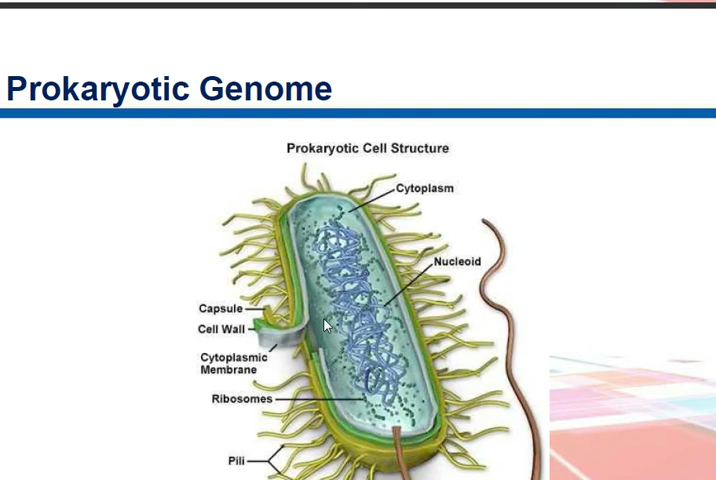 Prokaryotic Genome
Prokaryotic Cell Structure
Cytoplasm
Nucleoid
Capsule
Cell Wall
Cytoplasmic
Membrane
Ribosomes
Pili